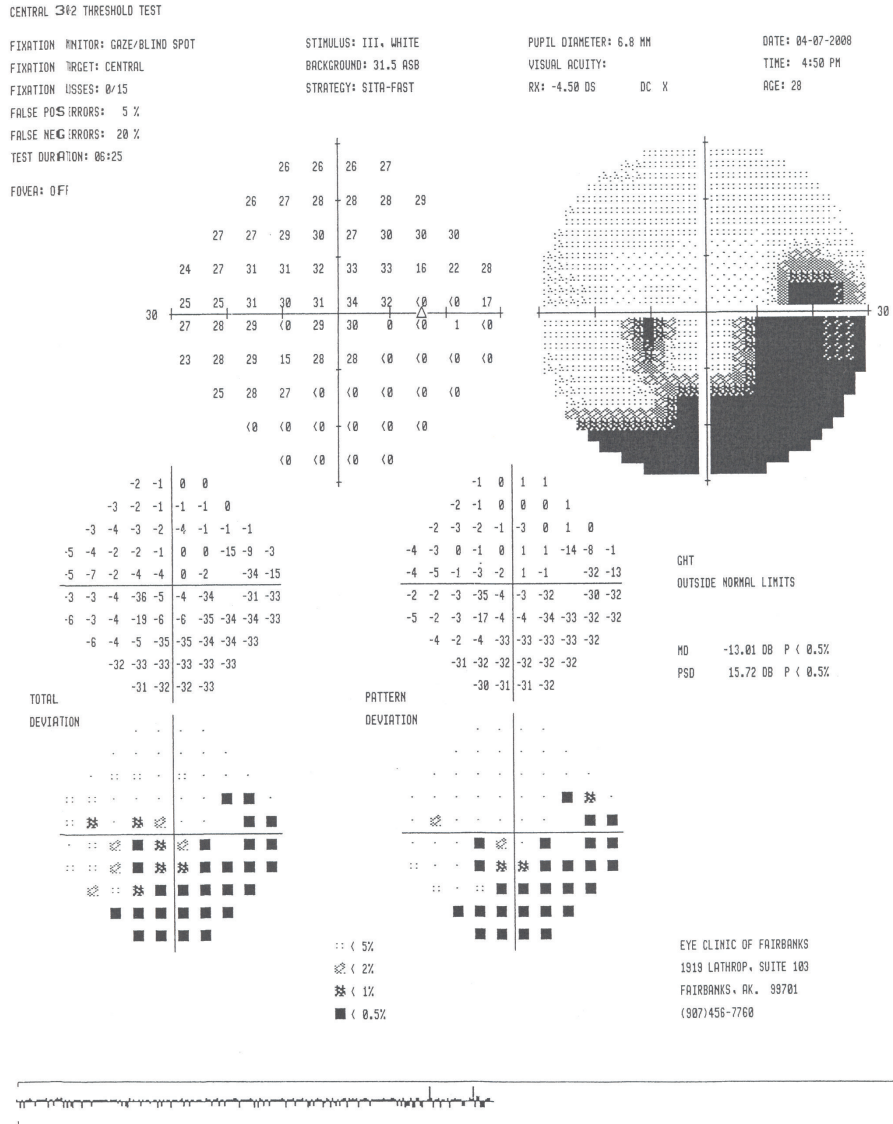 CENTRAL 302 THRESHOLD TEST
FIXATION MNITOR: GAZE/BLIND SPOT
FIXATION TRGET: CENTRAL
FIXATION LSSES: 0/15
FALSE POS ERRORS: 5 %
FALSE NEG ERRORS: 20 %
TEST DURATION: 06:25
FOVEA: OFF
STIMULUS: III, WHITE
BACKGROUND: 31.5 ASB
STRATEGY: SITA-FAST
PUPIL DIAMETER: 6.8 MM
VISUAL ACUITY:
RX: -4.50 DS DC X
DATE: 04-07-2008
TIME: 4:50 PM
AGE: 28
26 26 26 27
26 27 28 28 28 29
27 27 29 30 27 30 30 30
24 27 31 31 32 33 33 16 22 28
25 25 31 30 31 34 32 <0 <0 17
30
27 28 29 <0 29 30 0 <0 1 <0
23 28 29 15 28 28 <0 <0 <0 <0
25 28 27 <0 <0 <0 <0 <0
<0 <0 <0 <0 <0 <0
<0 <0 <0 <0
30
-2 -1 0 0
-3 -2 -1 -1 -1 0
-3 -4 -3 -2 -4 -1 -1 -1
-5 -4 -2 -2 -1 0 0 -15 -9 -3
-5 -7 -2 -4 -4 0 -2 -34 -15
-3 -3 -4 -36 -5 -4 -34 -31 -33
-6 -3 -4 -19 -6 -6 -35 -34 -34 -33
-6 -4 -5 -35 -35 -34 -34 -33
-32 -33 -33 -33 -33 -33
-31 -32 -32 -33
TOTAL
DEVIATION
-1 0 1 1
-2 -1 0 0 0 1
-2 -3 -2 -1 -3 0 1 0
-4 -3 0 -1 0 1 1 -14 -8 -1
-4 -5 -1 -3 -2 1 -1 -32 -13
-2 -2 -3 -35 -4 -3 -32 -30 -32
-5 -2 -3 -17 -4 -4 -34 -33 -32 -32
-4 -2 -4 -33 -33 -33 -33 -32
-31 -32 -32 -32 -32 -32
-30 -31 -31 -32
PATTERN
DEVIATION
GHT
OUTSIDE NORMAL LIMITS
MD -13.01 DB P < 0.5%
PSD 15.72 DB P < 0.5%
< 5%
< 2%
< 1%
< 0.5%
EYE CLINIC OF FAIRBANKS
1919 LATHROP, SUITE 103
FAIRBANKS, AK. 99701
(907)456-7760